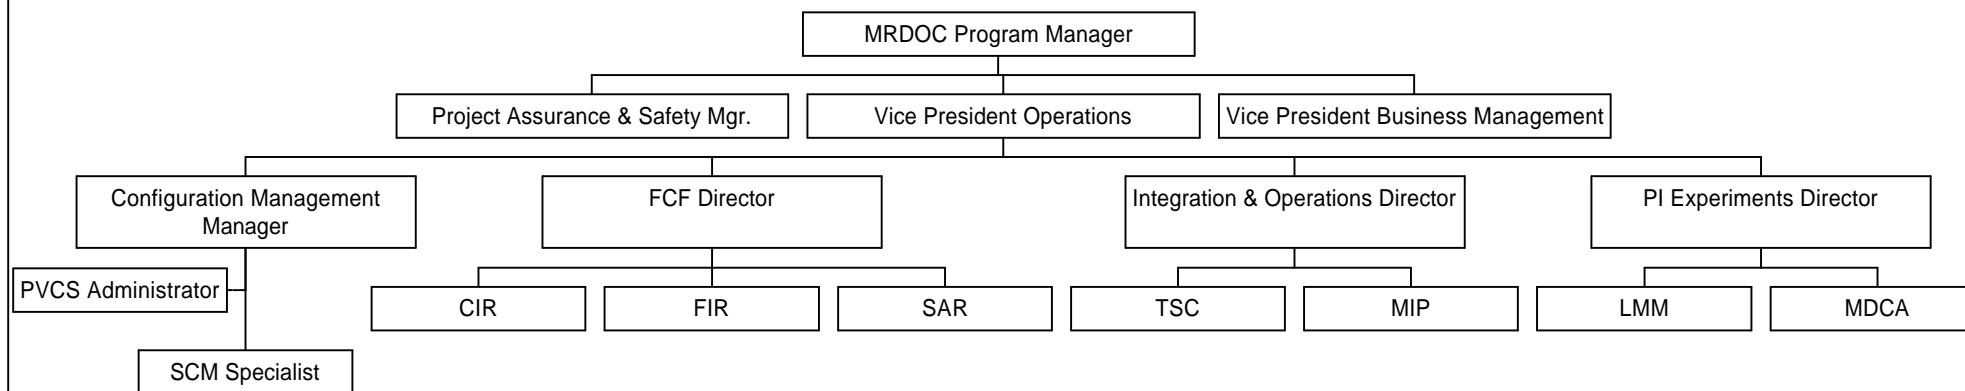 MRDOC Program Manager
Project Assurance & Safety Mgr.
Vice President Operations
Vice President Business Management
Configuration Management
Manager
FCF Director
Integration & Operations Director
PI Experiments Director
PVCS Administrator
CIR
FIR
SAR
TSC
MIP
LMM
MDCA
SCM Specialist